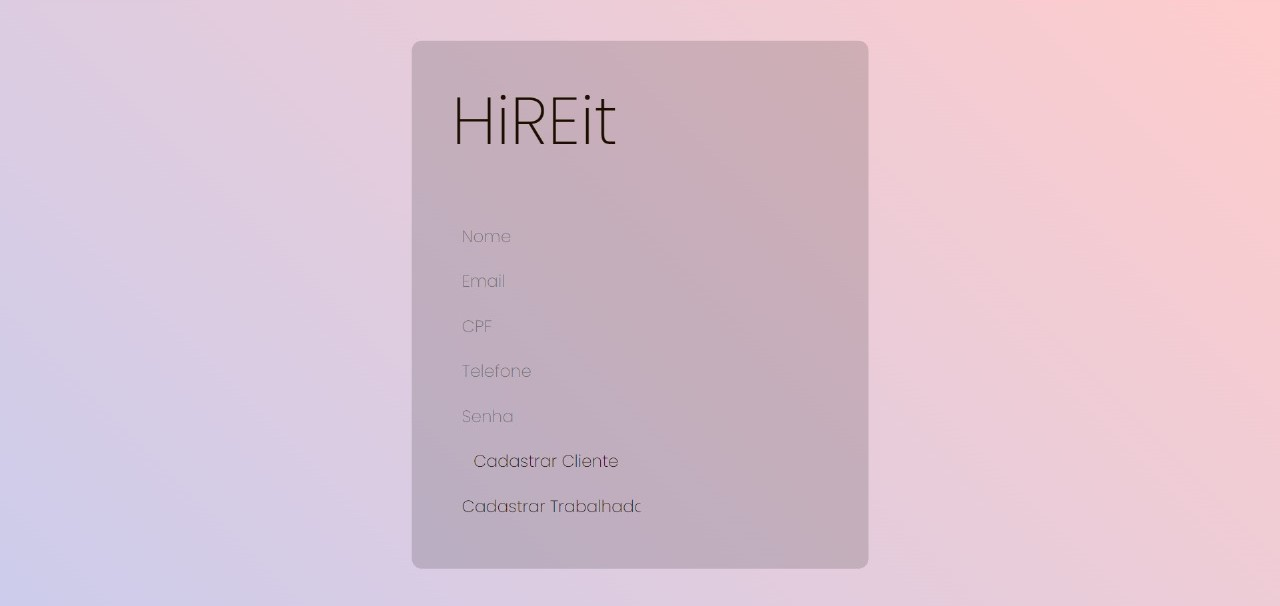 HiREit
Nome
Email
CPF
Telefone
Senha
Cadastrar Cliente
Cadastrar Trabalhad